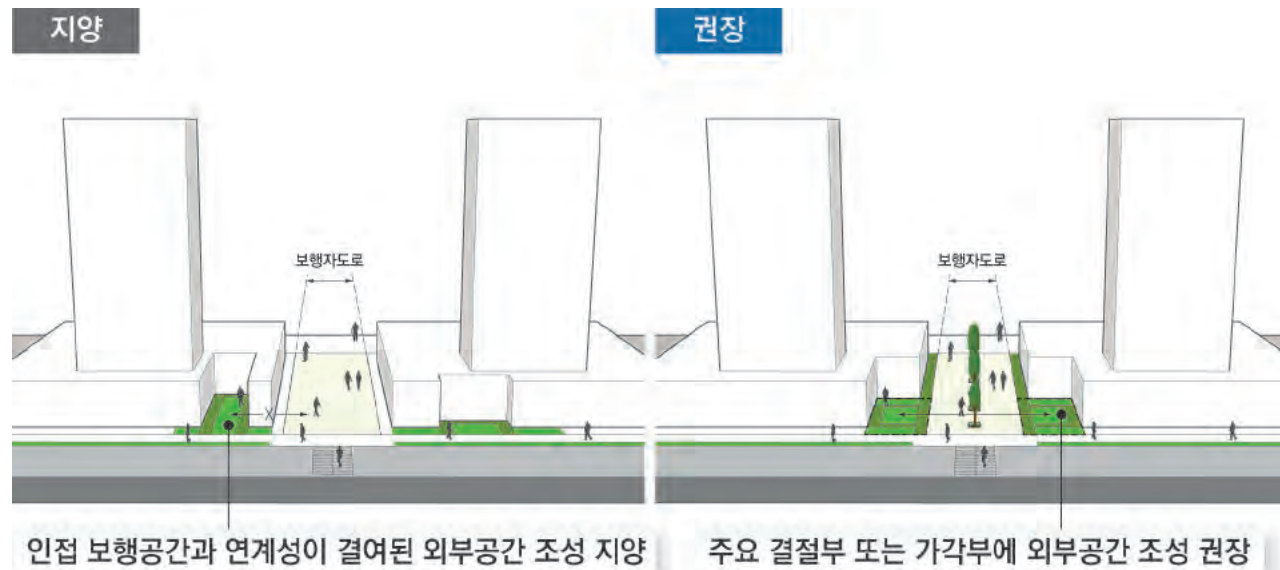 지양
권장
보행자도로
보행자도로
X
인접 보행공간과 연계성이 결여된 외부공간 조성 지양
주요 결절부 또는 가각부에 외부공간 조성 권장